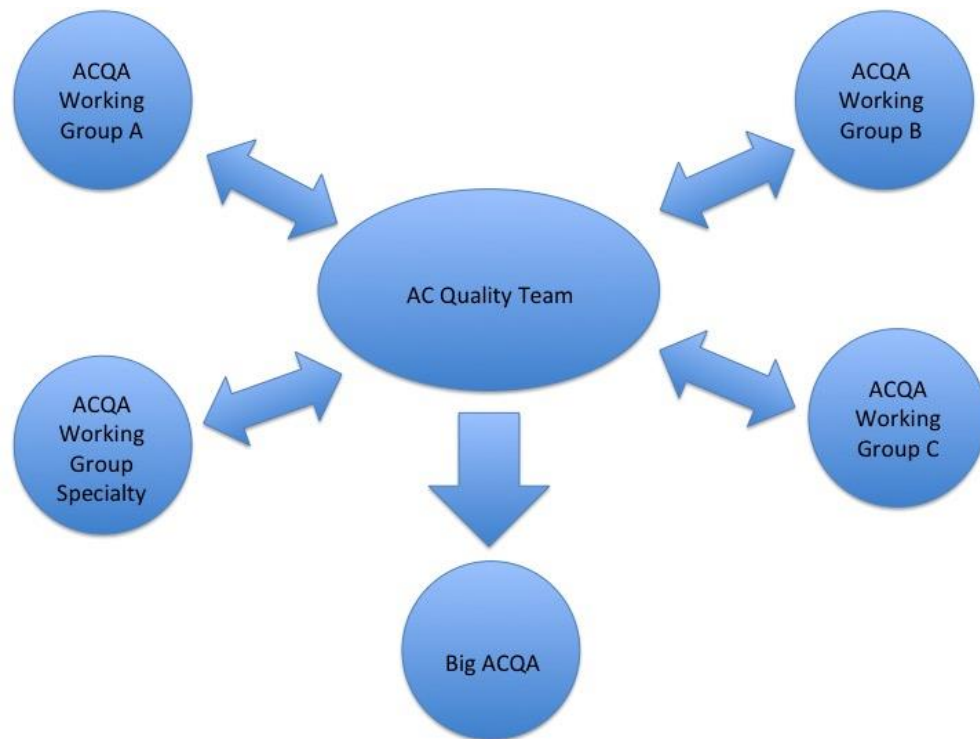 ACQA
Working
Group A
ACQA
Working
Group B
AC Quality Team
ACQA
Working
Group
Specialty
ACQA
Working
Group C
Big ACQA